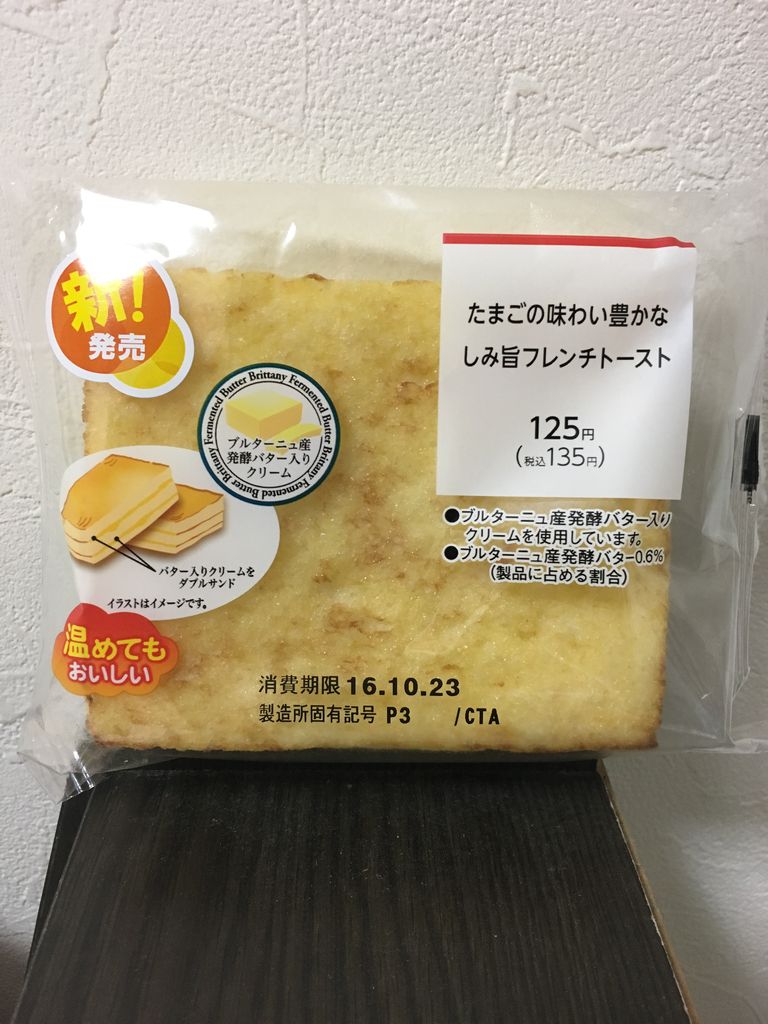 新!
発売
たまごの味わい豊かな
しみ旨フレンチトースト
125円
(税込135円)
Fermented Butter Brittany Fermented Butter Brittany Fermented Butter Brittany
ブルターニュ産
発酵バター入り
クリーム
●ブルターニュ産発酵バター入り
クリームを使用しています。
●ブルターニュ産発酵バター0.6%
(製品に占める割合)
バター入りクリームを
ダブルサンド
イラストはイメージです。
温めても
おいしい
消費期限 16.10.23
製造所固有記号 P3 /CTA